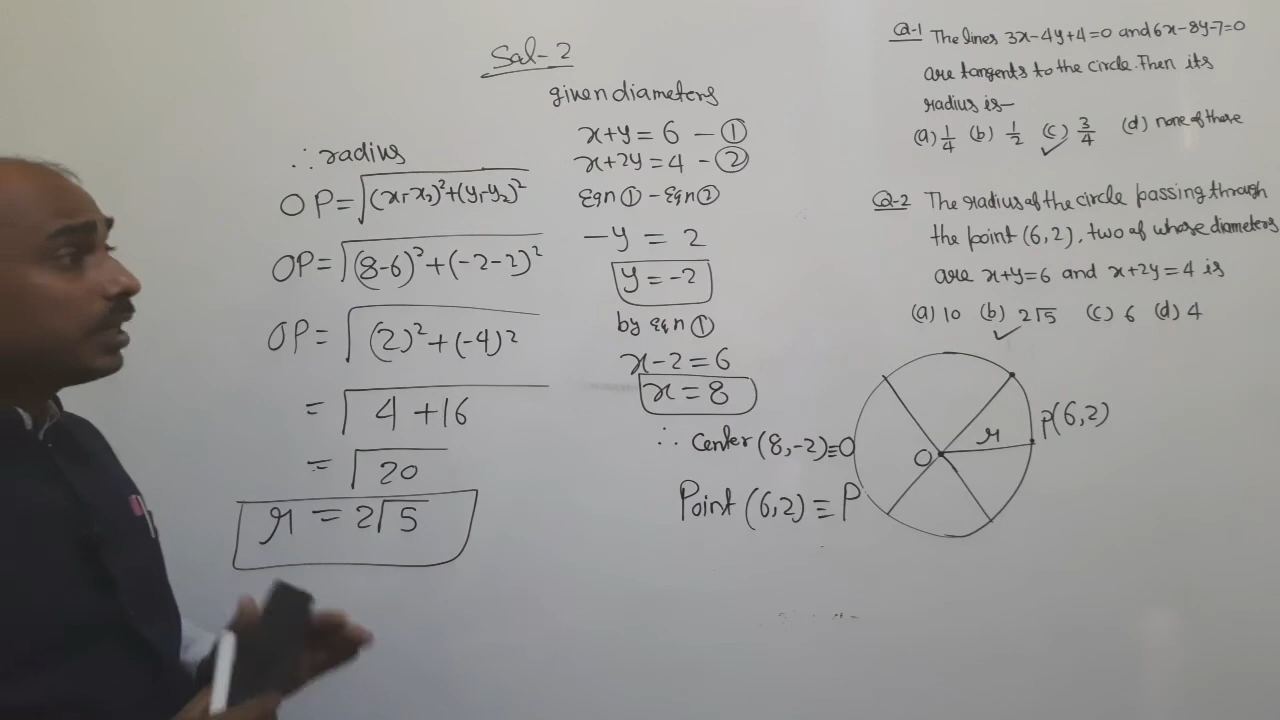 Sol-2
given diameters
x+y = 6 — ①
x+2y = 4 - ②
Eqn ① - Eqn ②
-y = 2
y = -2
by Eqn ①
x-2 = 6
x = 8
∴ Center (8,-2) ≡ O
Point (6,2) ≡ P
∴ radius
OP = √(x₁-x₂)²+(y₁-y₂)²
OP = √(8-6)²+(-2-2)²
OP = √(2)²+(-4)²
= √4+16
= √20
r = 2√5
Q-1 The lines 3x-4y+4=0 and 6x-8y-7=0
are tangents to the circle. Then its
radius is—
(a) 1/4 (b) 1/2 (c) 3/4 (d) none of these
Q-2 The radius of the circle passing through
the point (6,2), two of whose diameters
are x+y=6 and x+2y=4 is
(a) 10 (b) 2√5 (c) 6 (d) 4
O r P(6,2)